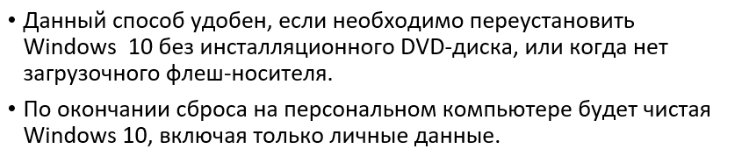 • Данный способ удобен, если необходимо переустановить
Windows  10 без инсталляционного DVD-диска, или когда нет
загрузочного флеш-носителя.
• По окончании сброса на персональном компьютере будет чистая
Windows 10, включая только личные данные.